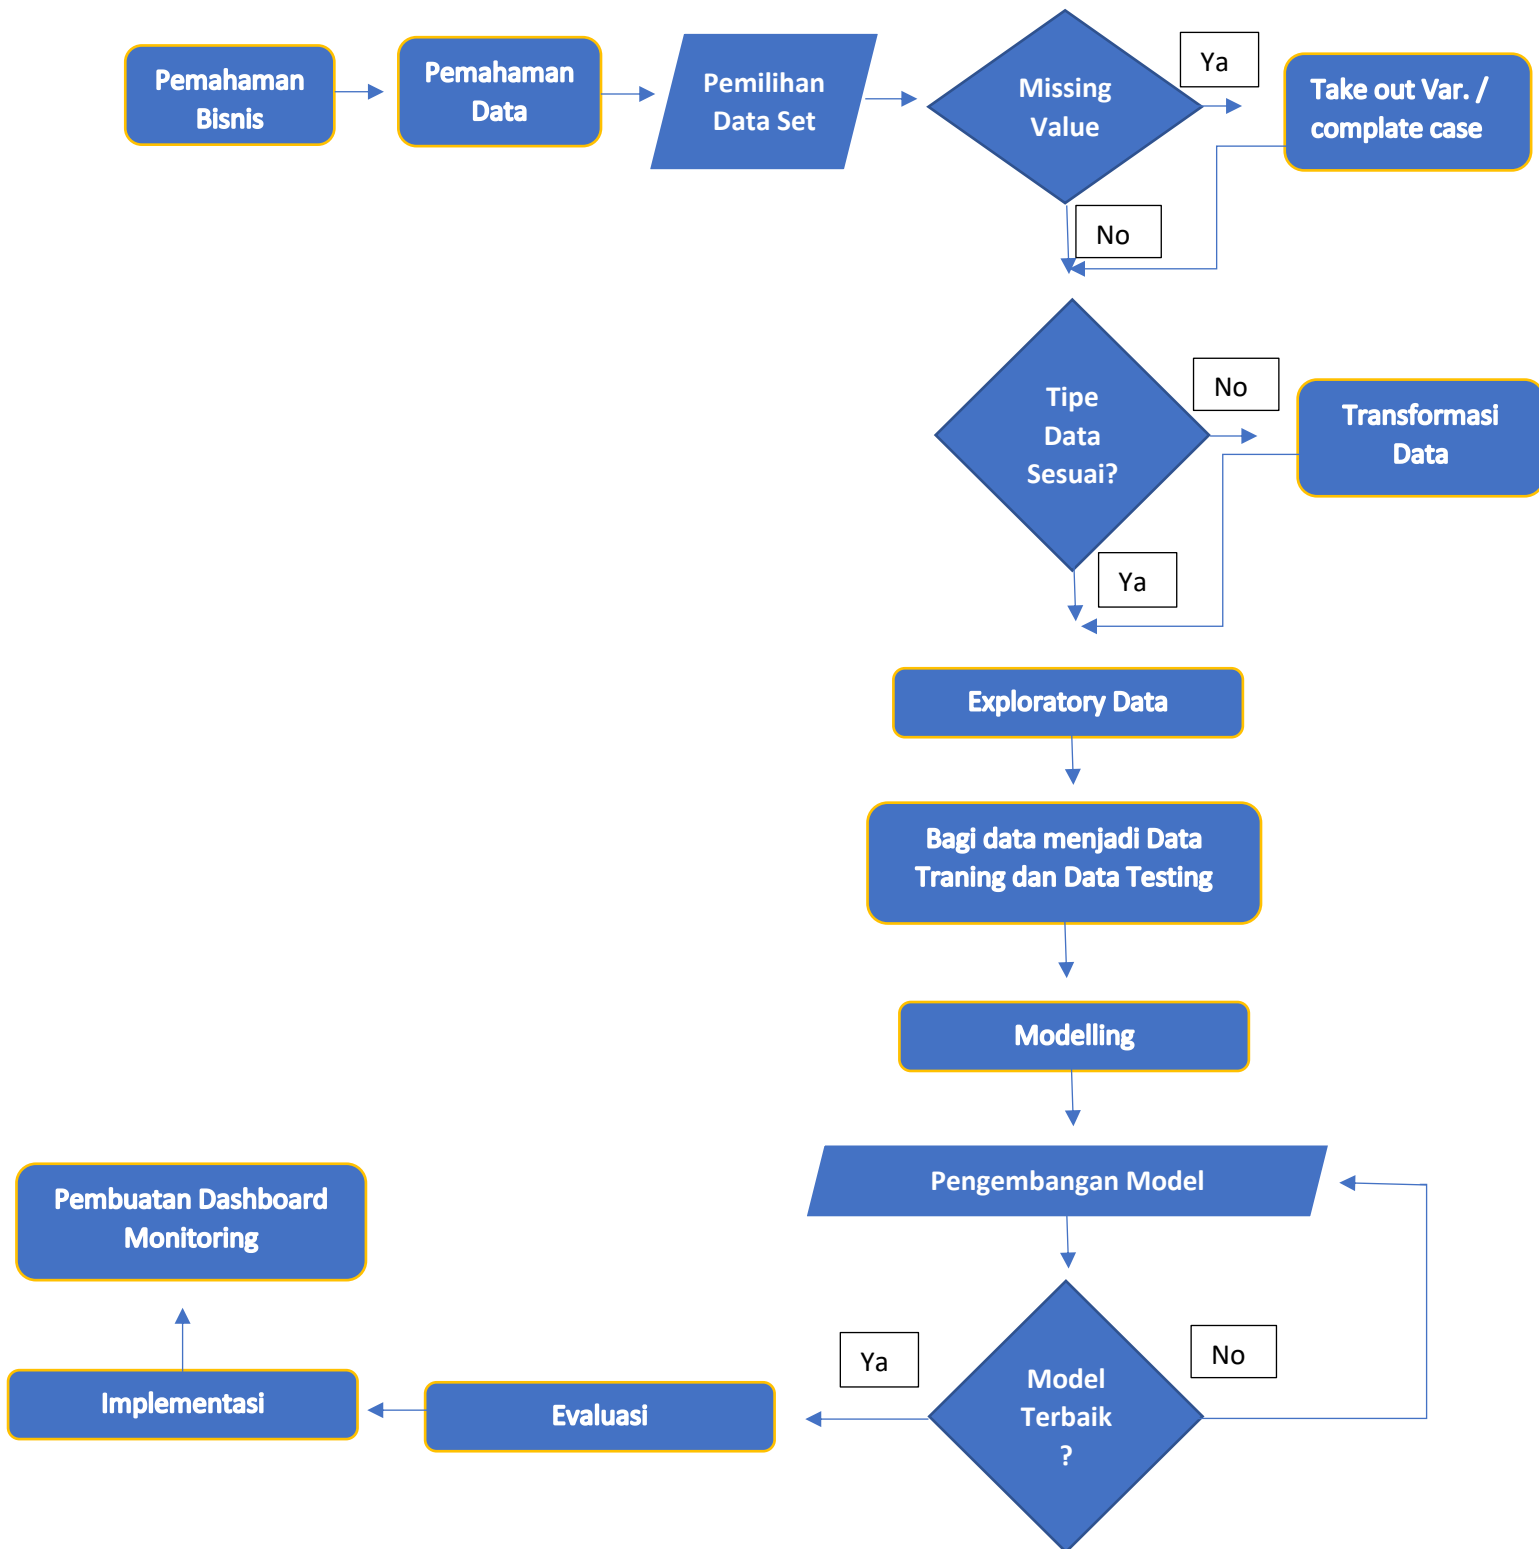 Pemahaman
Bisnis
Pemahaman
Data
Pemilihan
Data Set
Missing
Value
Ya
Take out Var. /
complate case
No
Tipe
Data
Sesuai?
No
Transformasi
Data
Ya
Exploratory Data
Bagi data menjadi Data
Traning dan Data Testing
Modelling
Pengembangan Model
Model
Terbaik
?
No
Ya
Evaluasi
Implementasi
Pembuatan Dashboard
Monitoring